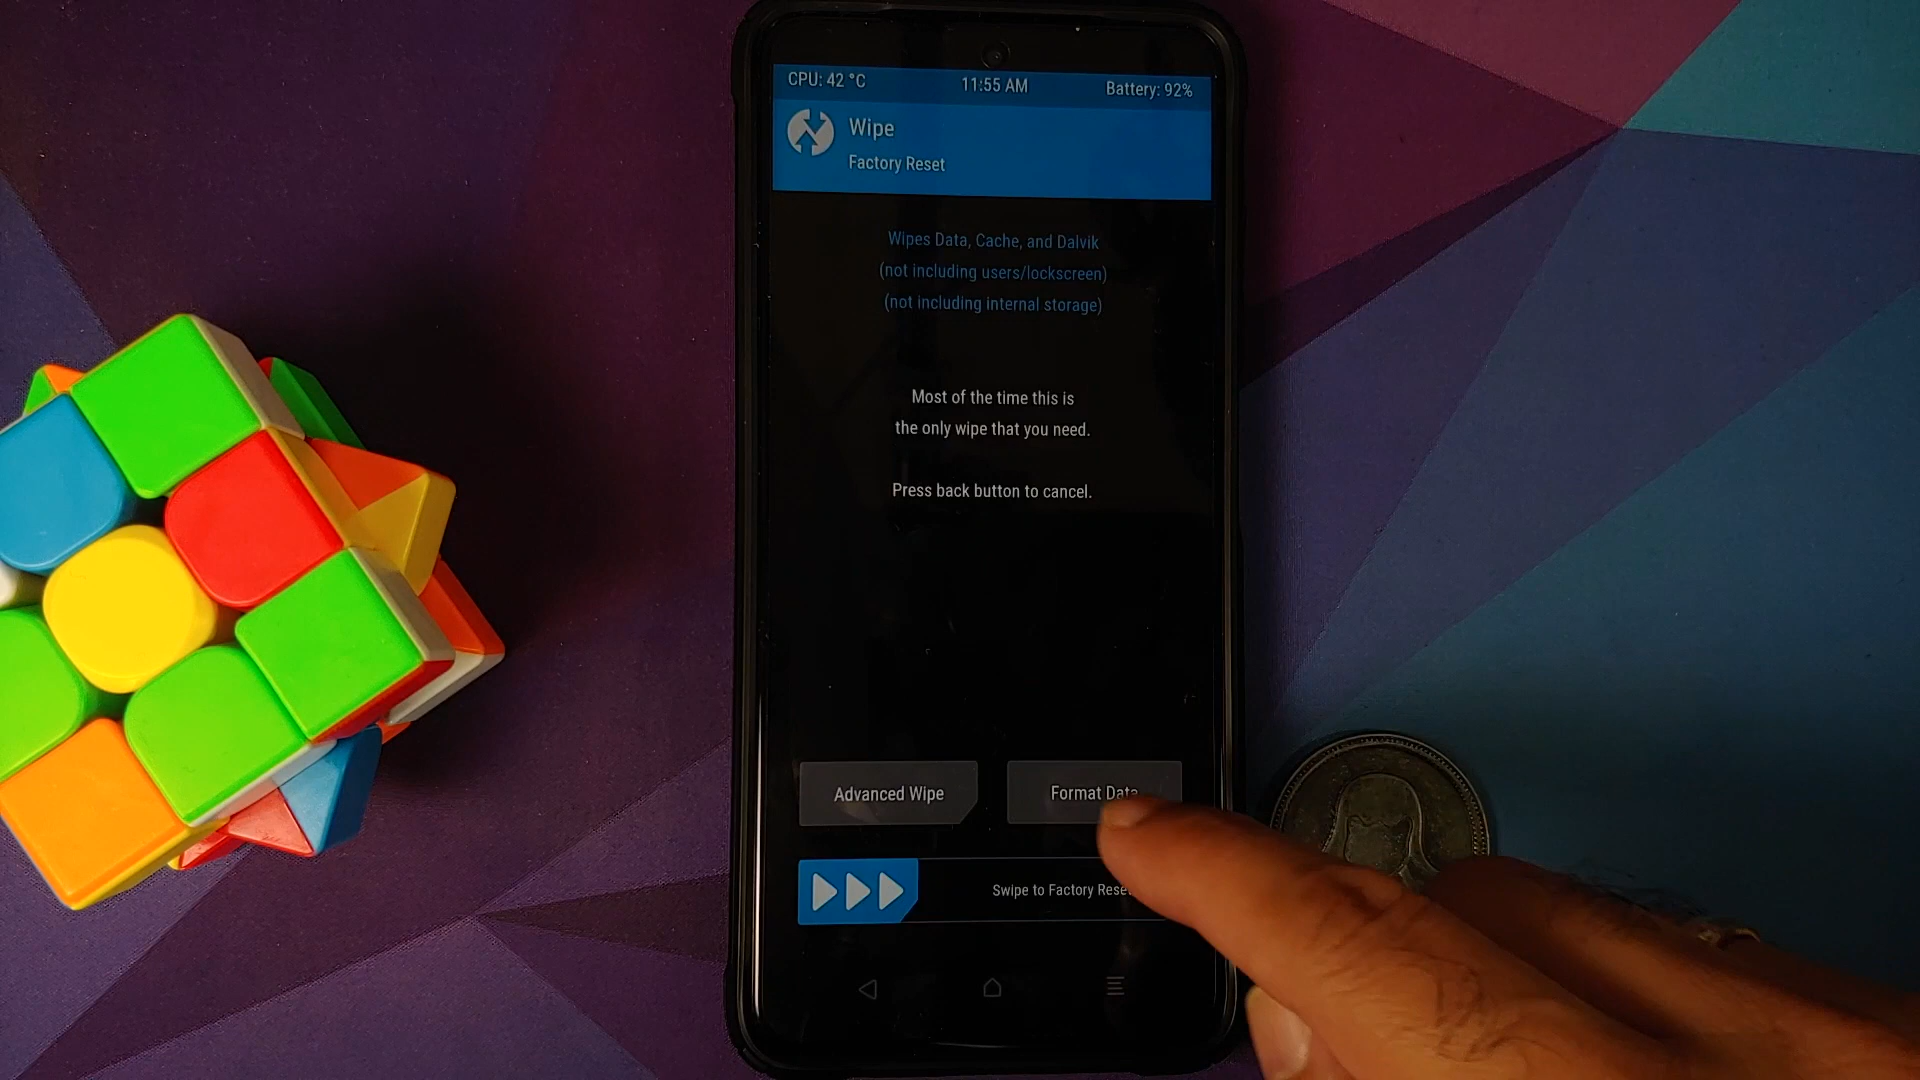 CPU: 42 °C 11:55 AM Battery: 92%
Wipe
Factory Reset
Wipes Data, Cache, and Dalvik
(not including users/lockscreen)
(not including internal storage)
Most of the time this is
the only wipe that you need.
Press back button to cancel.
Advanced Wipe Format Data
Swipe to Factory Reset